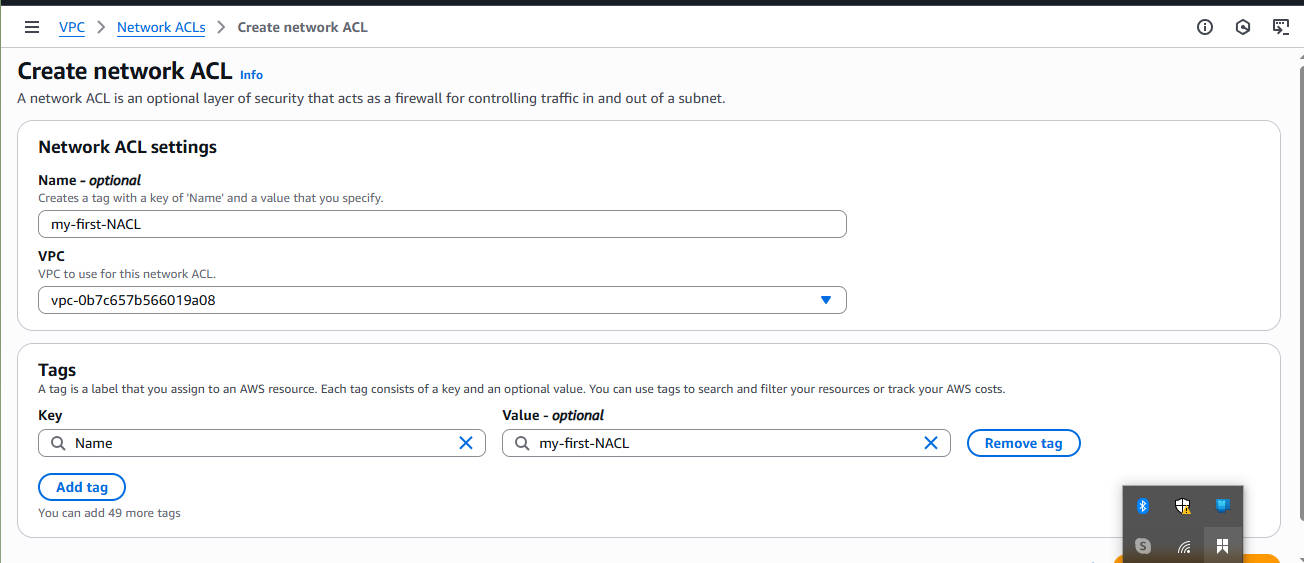 VPC > Network ACLs > Create network ACL
Create network ACL Info
A network ACL is an optional layer of security that acts as a firewall for controlling traffic in and out of a subnet.
Network ACL settings
Name - optional
Creates a tag with a key of 'Name' and a value that you specify.
my-first-NACL
VPC
VPC to use for this network ACL.
vpc-0b7c657b566019a08
Tags
A tag is a label that you assign to an AWS resource. Each tag consists of a key and an optional value. You can use tags to search and filter your resources or track your AWS costs.
Key Value - optional
Name my-first-NACL Remove tag
Add tag
You can add 49 more tags